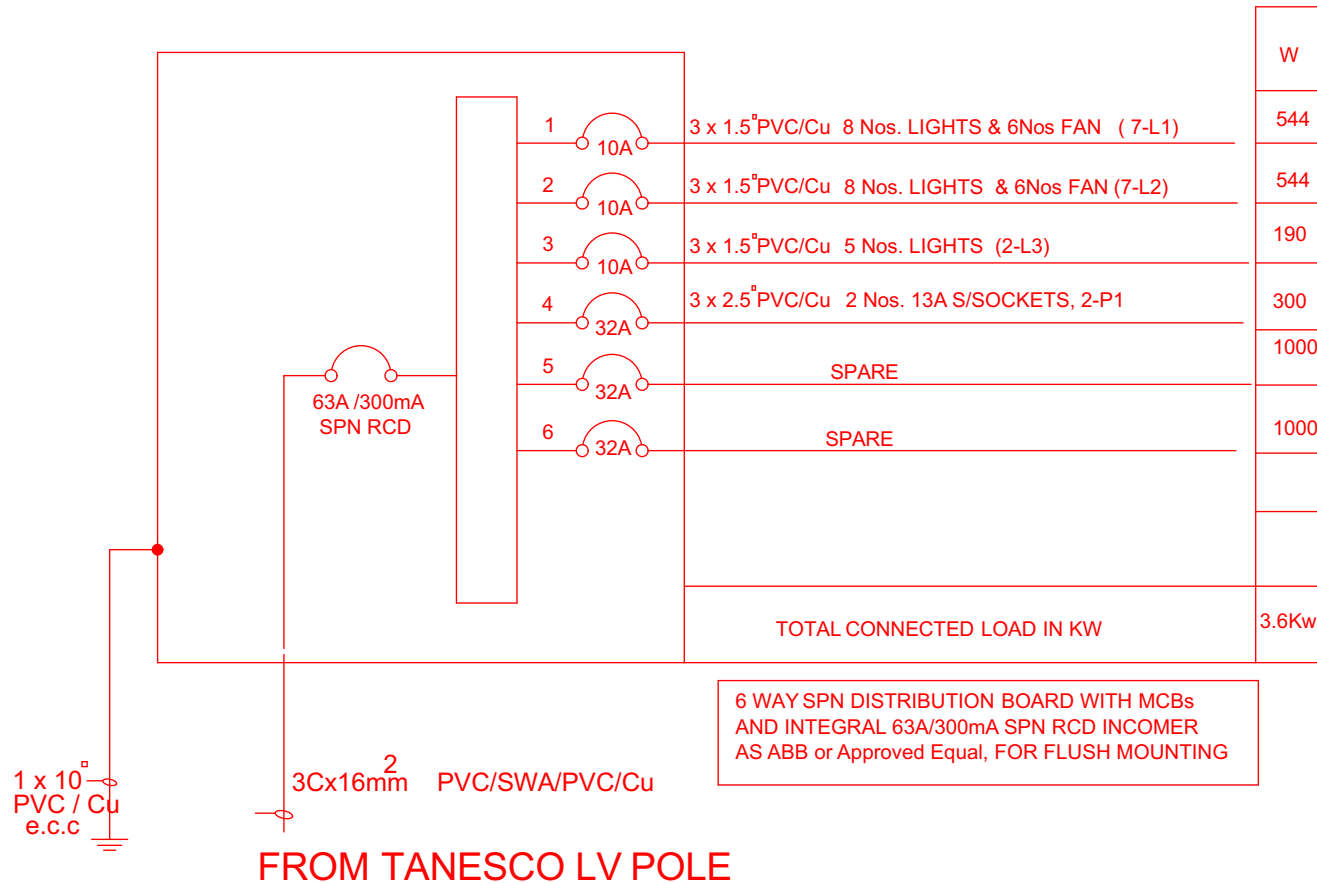 W
1 10A 3 x 1.5▫PVC/Cu 8 Nos. LIGHTS & 6Nos FAN ( 7-L1) 544
2 10A 3 x 1.5▫PVC/Cu 8 Nos. LIGHTS & 6Nos FAN (7-L2) 544
3 10A 3 x 1.5▫PVC/Cu 5 Nos. LIGHTS (2-L3) 190
4 32A 3 x 2.5▫PVC/Cu 2 Nos. 13A S/SOCKETS, 2-P1 300
5 32A SPARE 1000
6 32A SPARE 1000
63A /300mA
SPN RCD
TOTAL CONNECTED LOAD IN KW 3.6Kw
6 WAY SPN DISTRIBUTION BOARD WITH MCBs
AND INTEGRAL 63A/300mA SPN RCD INCOMER
AS ABB or Approved Equal, FOR FLUSH MOUNTING
1 x 10▫
PVC / Cu
e.c.c
3Cx16mm² PVC/SWA/PVC/Cu
FROM TANESCO LV POLE